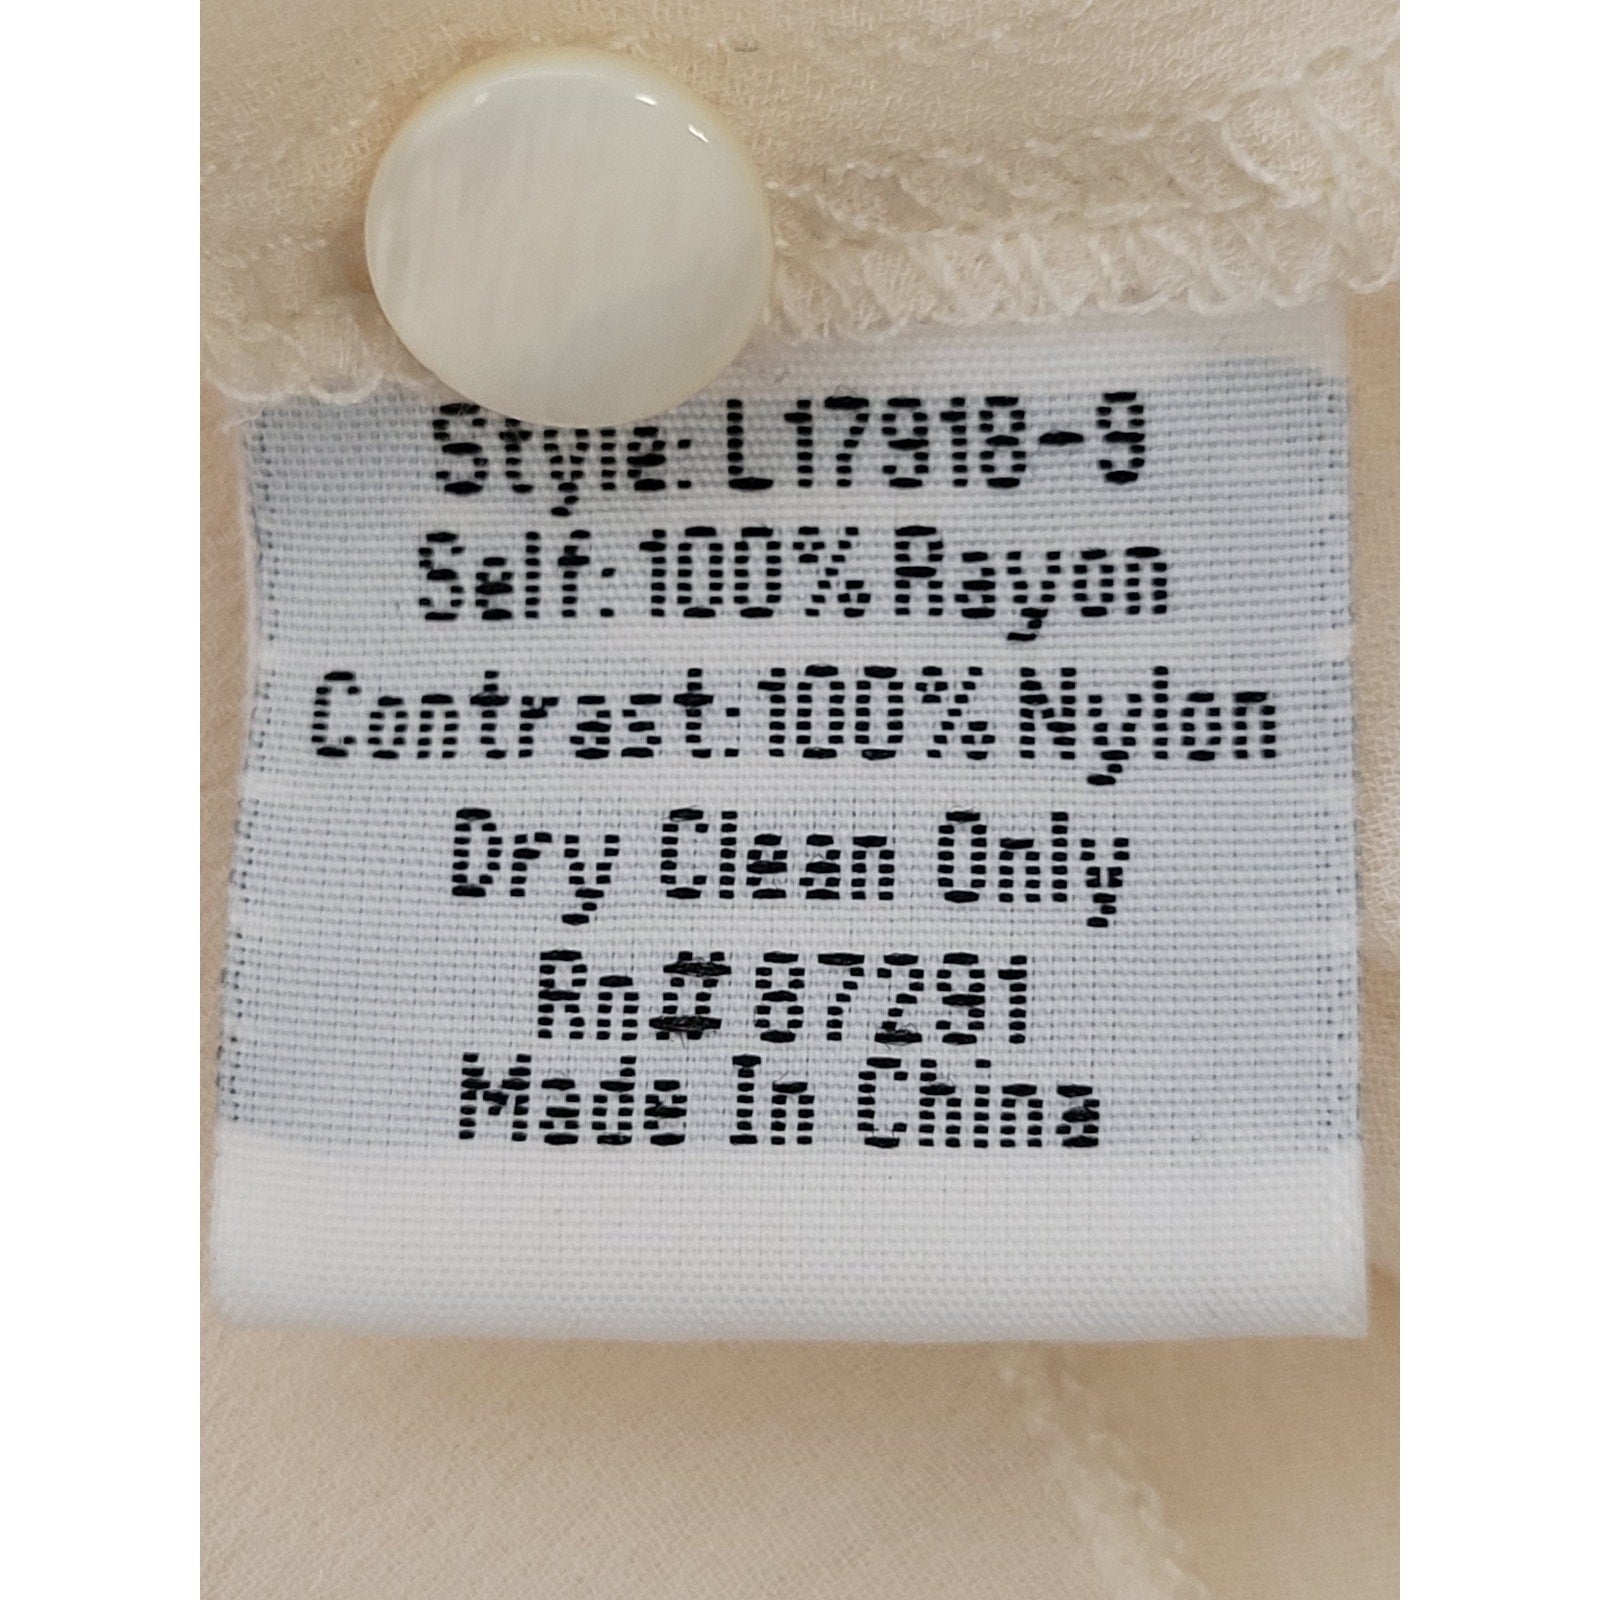 Style: L17918-9
Self: 100% Rayon
Contrast: 100% Nylon
Dry Clean Only
Rn# 87291
Made In China